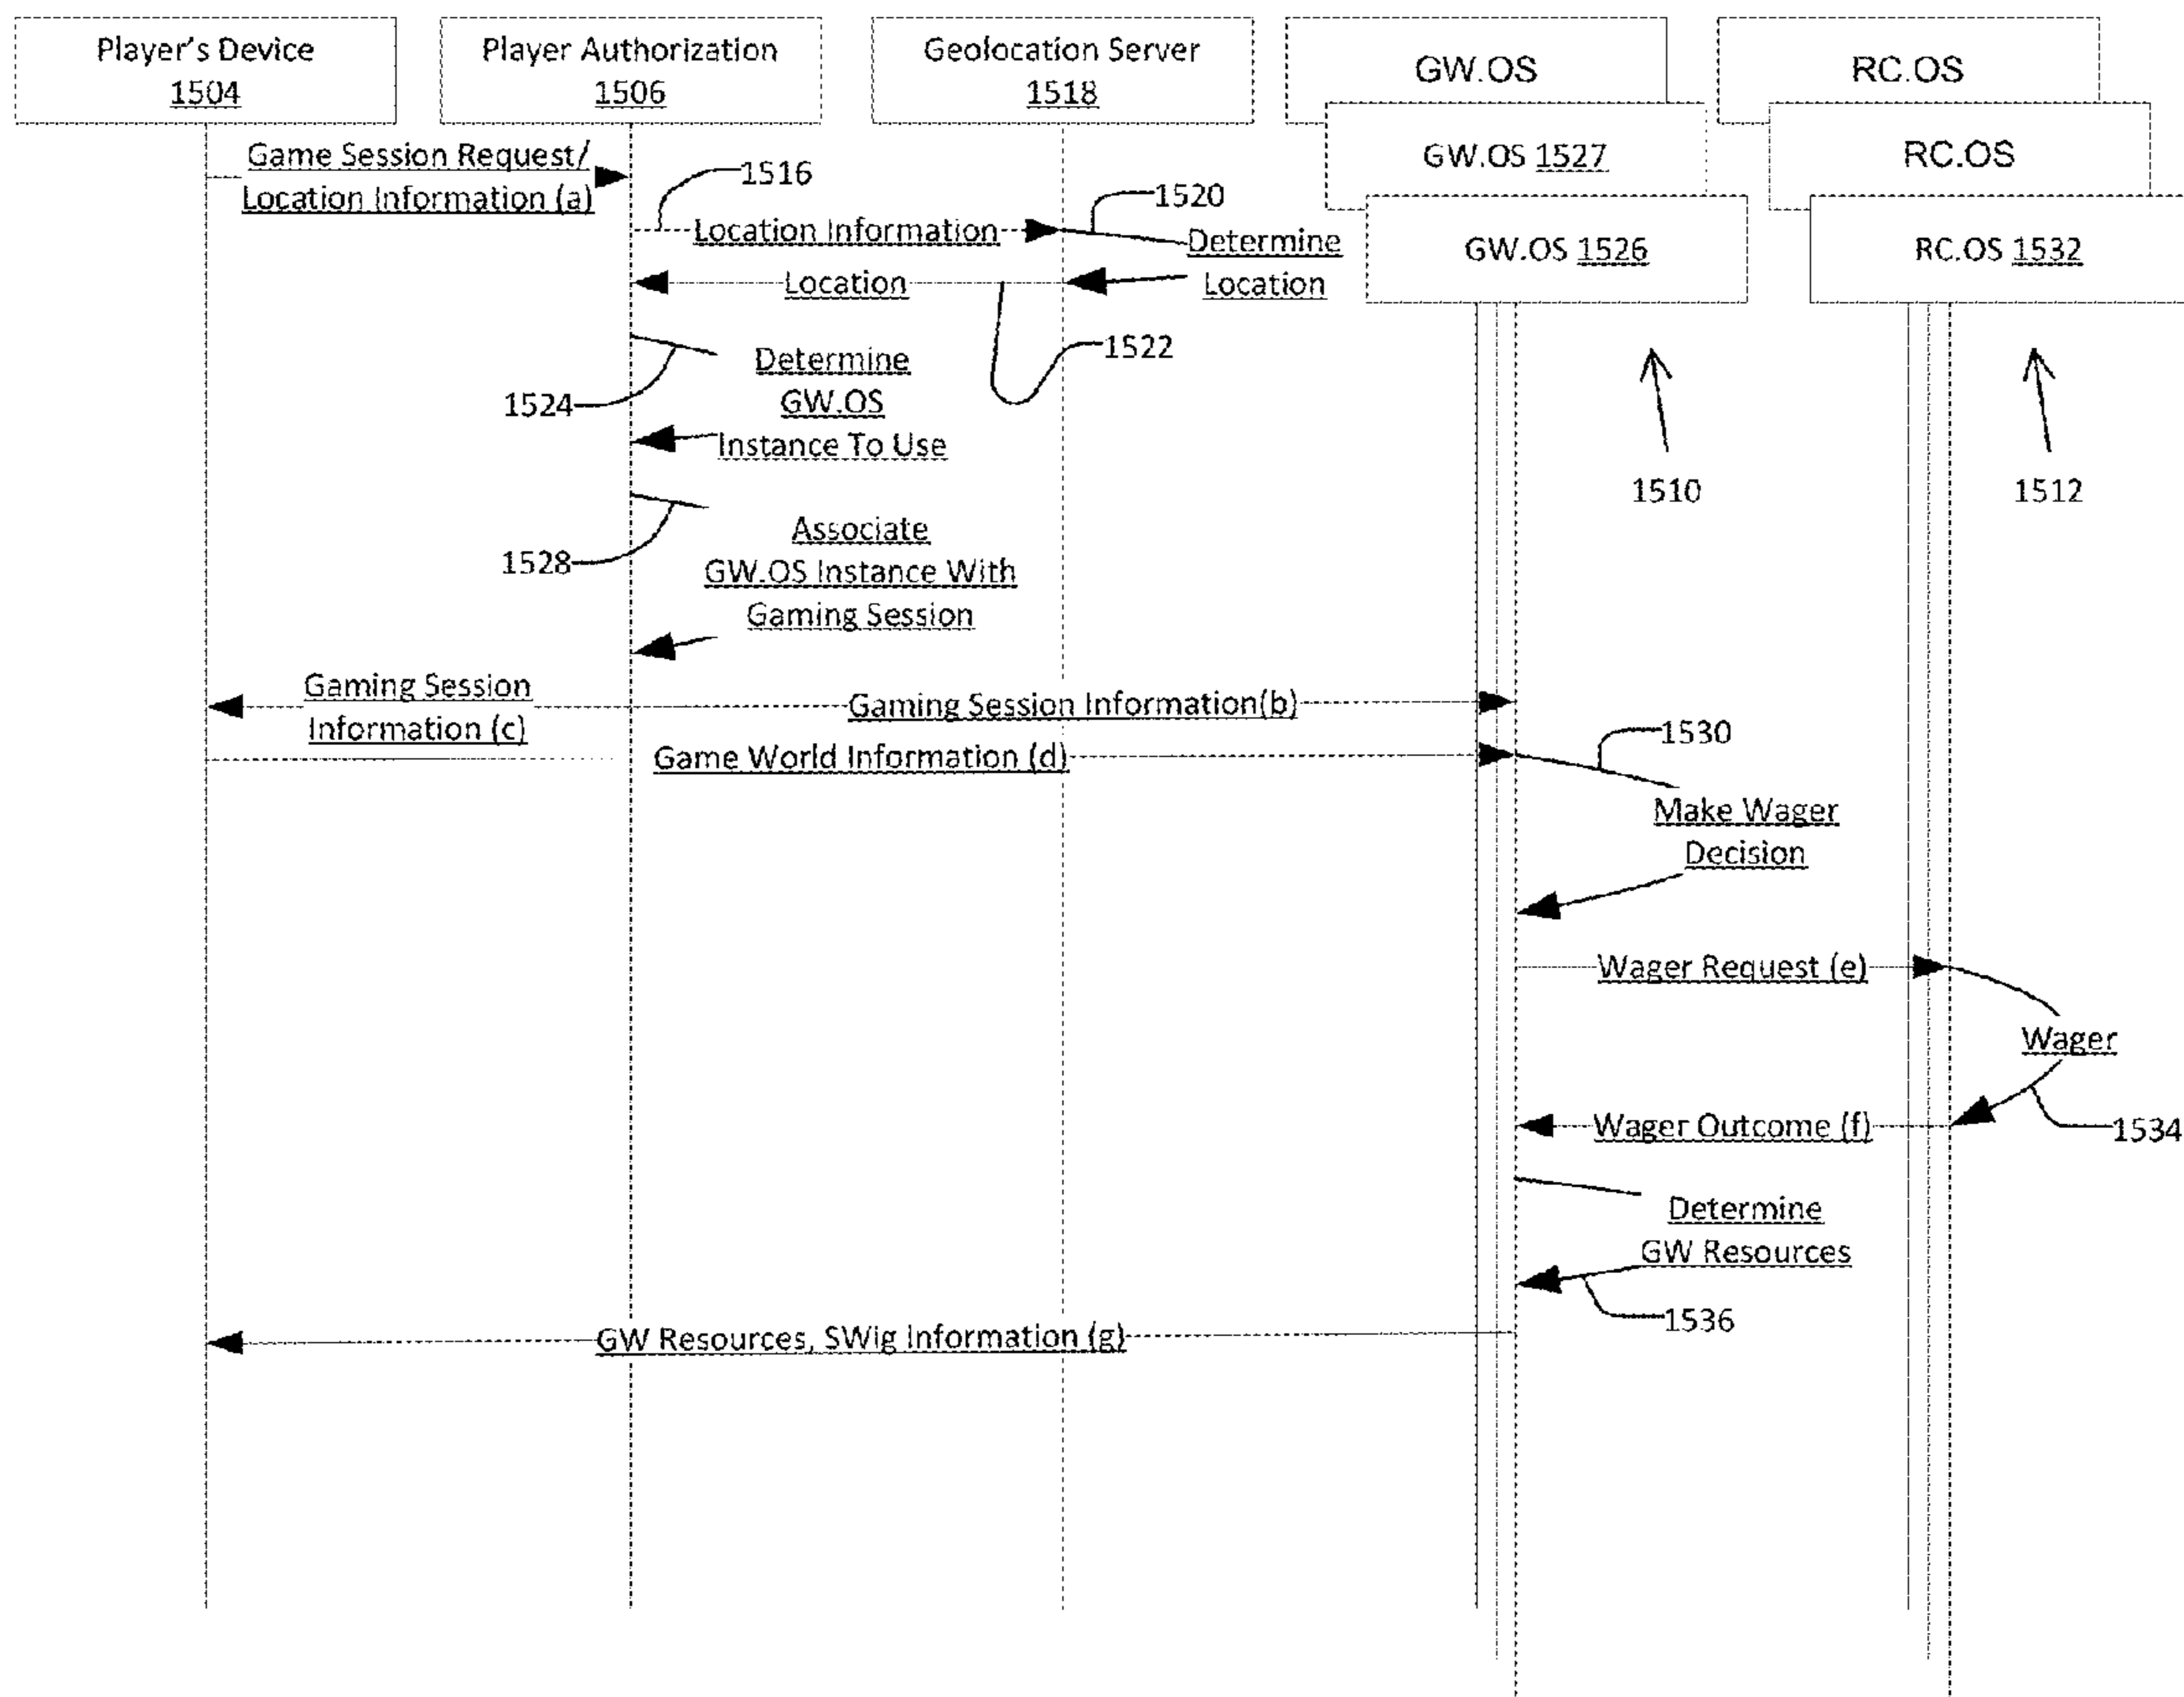 Player's Device
1504
Player Authorization
1506
Geolocation Server
1518
GW.OS
GW.OS 1527
GW.OS 1526
RC.OS
RC.OS
RC.OS 1532
Game Session Request/
Location Information (a)
1516
Location Information
1520
Determine
Location
Location
1522
1524
Determine
GW.OS
Instance To Use
1510
1512
1528
Associate
GW.OS Instance With
Gaming Session
Gaming Session
Information (c)
Gaming Session Information(b)
1530
Game World Information (d)
Make Wager
Decision
Wager Request (e)
Wager
Wager Outcome (f)
1534
Determine
GW Resources
1536
GW Resources, SWig Information (g)